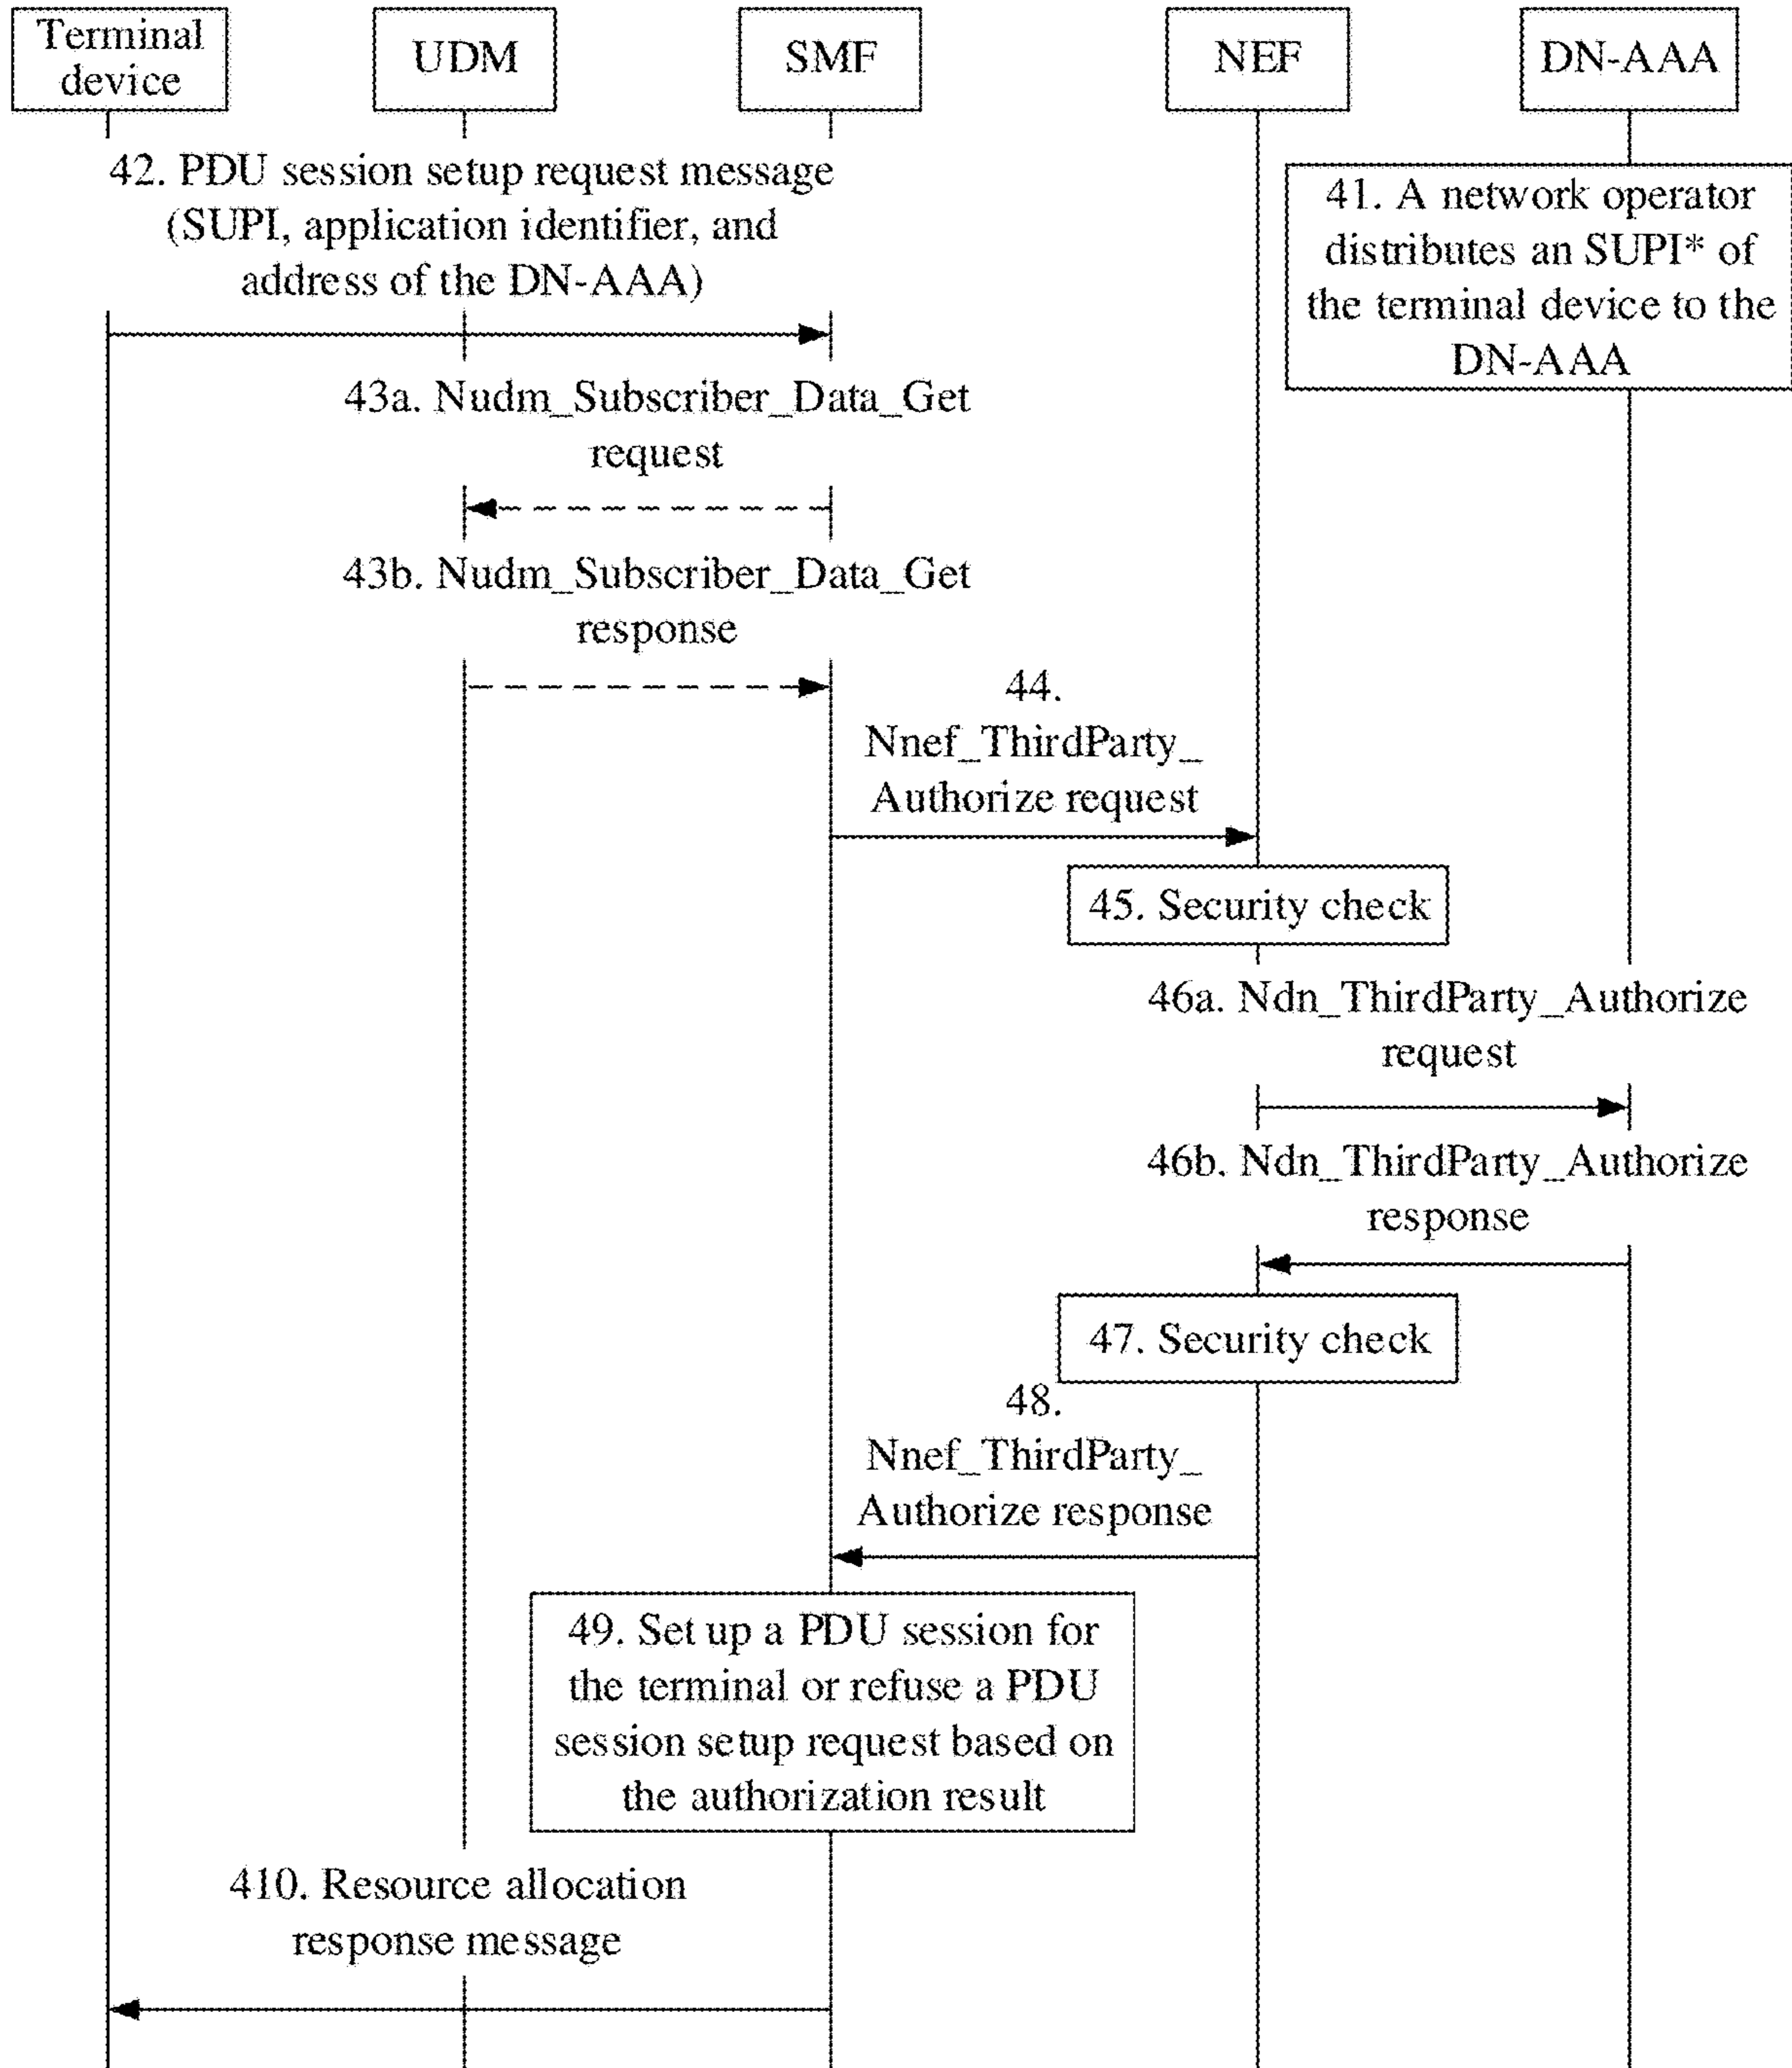 Terminal
device
UDM
SMF
NEF
DN-AAA
42. PDU session setup request message
(SUPI, application identifier, and
address of the DN-AAA)
41. A network operator
distributes an SUPI* of
the terminal device to the
DN-AAA
43a. Nudm_Subscriber_Data_Get
request
43b. Nudm_Subscriber_Data_Get
response
44.
Nnef_ThirdParty_
Authorize request
45. Security check
46a. Ndn_ThirdParty_Authorize
request
46b. Ndn_ThirdParty_Authorize
response
47. Security check
48.
Nnef_ThirdParty_
Authorize response
49. Set up a PDU session for
the terminal or refuse a PDU
session setup request based on
the authorization result
410. Resource allocation
response message